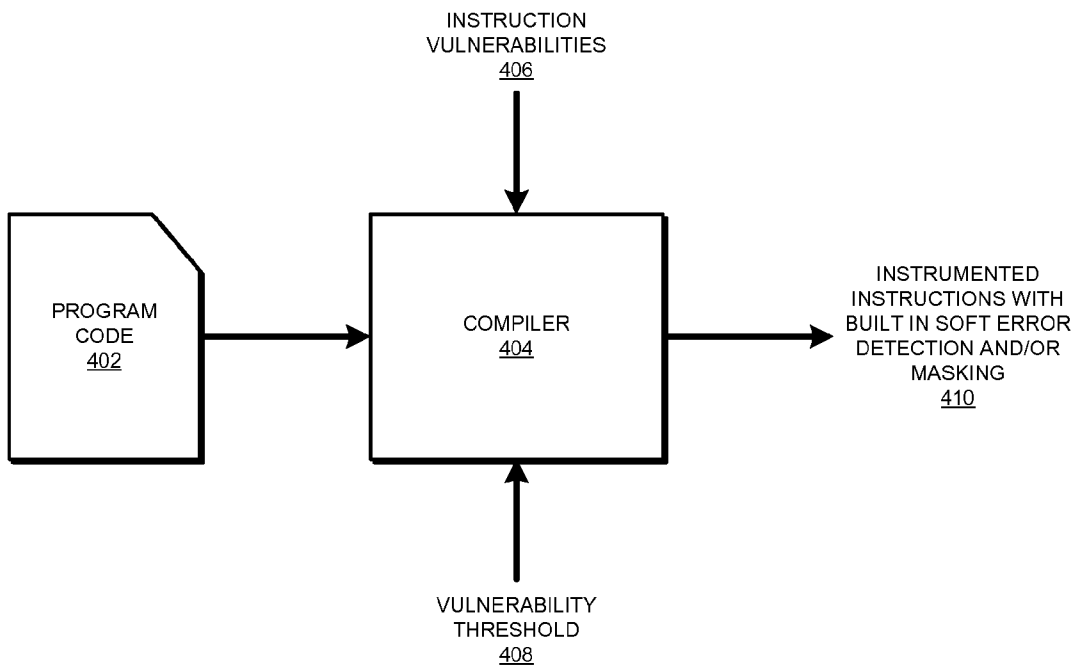 INSTRUCTION
VULNERABILITIES
406
PROGRAM
CODE
402
COMPILER
404
INSTRUMENTED
INSTRUCTIONS WITH
BUILT IN SOFT ERROR
DETECTION AND/OR
MASKING
410
VULNERABILITY
THRESHOLD
408